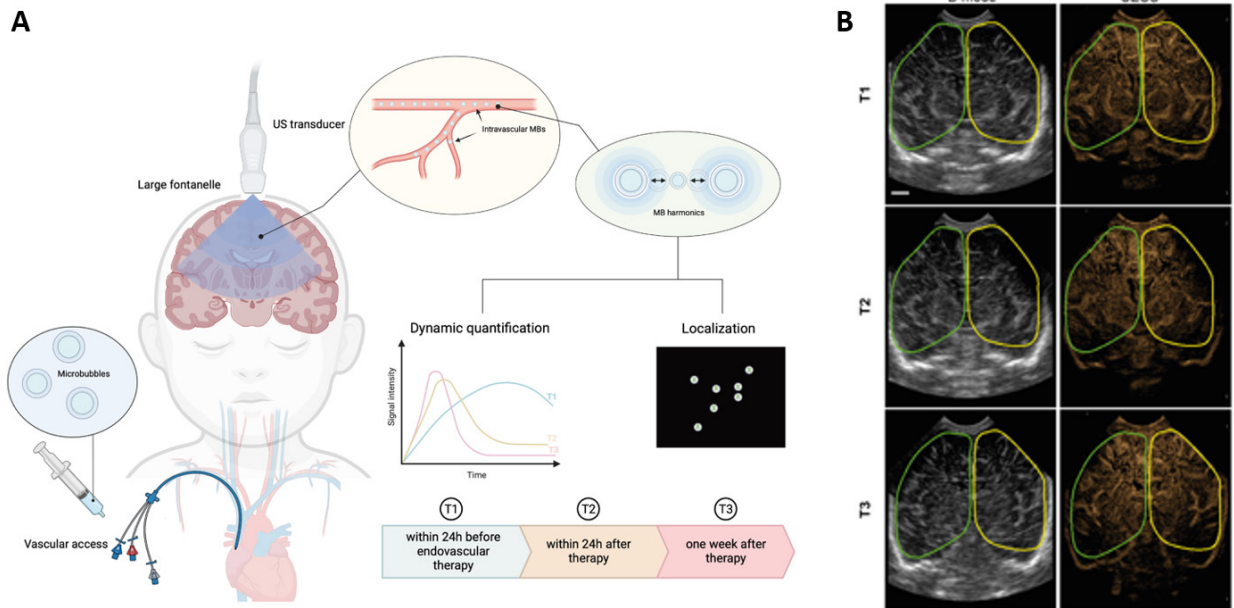 A
US transducer
Intravascular MBs
Large fontanelle
MB harmonics
Microbubbles
Dynamic quantification
Localization
Signal intensity
T1
T2
T3
Time
Vascular access
T1
T2
T3
within 24h before
endovascular
therapy
within 24h after
therapy
one week after
therapy
B
T1
T2
T3